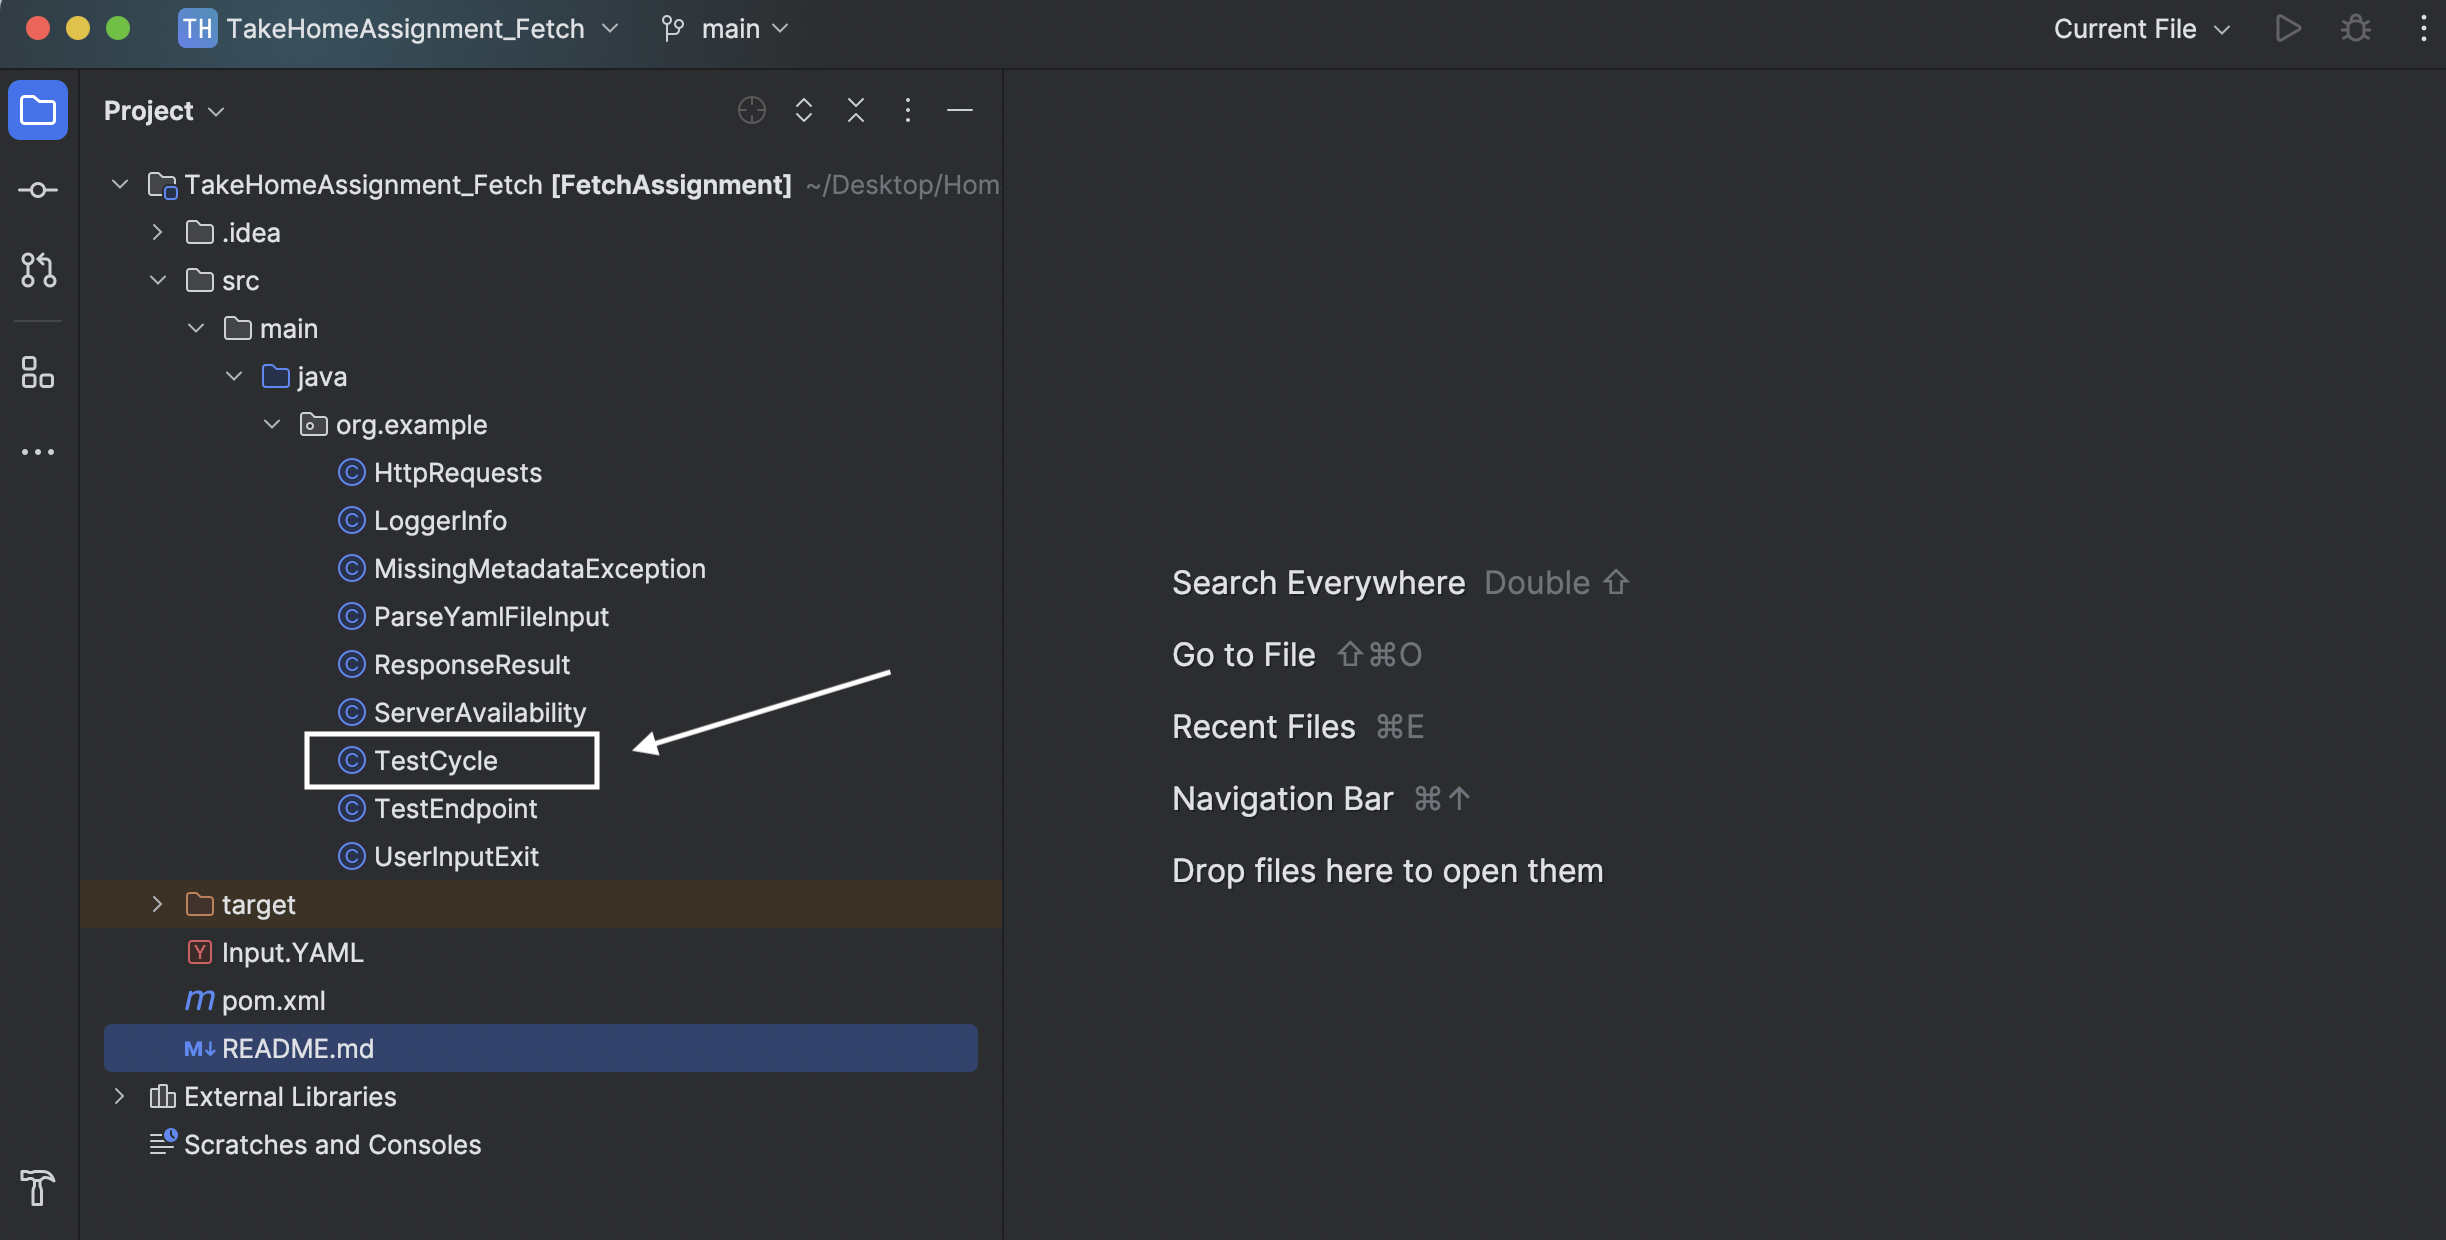 TH TakeHomeAssignment_Fetch main Current File
Project
TakeHomeAssignment_Fetch [FetchAssignment] ~/Desktop/Hom
.idea
src
main
java
org.example
C HttpRequests
C LoggerInfo
C MissingMetadataException
C ParseYamlFileInput
C ResponseResult
C ServerAvailability
C TestCycle
C TestEndpoint
C UserInputExit
target
Y Input.YAML
m pom.xml
M↓ README.md
External Libraries
Scratches and Consoles
Search Everywhere Double ⇧
Go to File ⇧⌘O
Recent Files ⌘E
Navigation Bar ⌘↑
Drop files here to open them